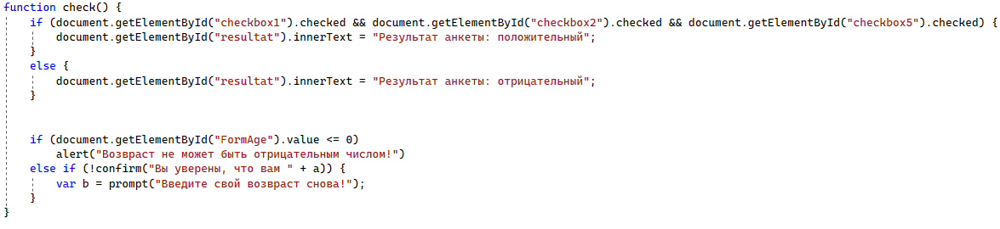 function check() {
if (document.getElementById("checkbox1").checked && document.getElementById("checkbox2").checked && document.getElementById("checkbox5").checked) {
document.getElementById("resultat").innerText = "Результат анкеты: положительный";
}
else {
document.getElementById("resultat").innerText = "Результат анкеты: отрицательный";
}
if (document.getElementById("FormAge").value <= 0)
alert("Возвраст не может быть отрицательным числом!")
else if (!confirm("Вы уверены, что вам " + a)) {
var b = prompt("Введите свой возвраст снова!");
}
}